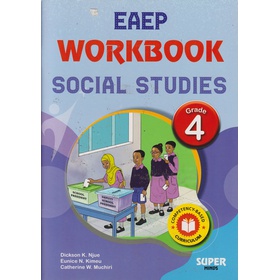 EAEP
WORKBOOK
SOCIAL STUDIES
Grade
4
COMPETENCY BASED
CURRICULUM
Dickson K. Njue
Eunice N. Kimeu
Catherine W. Muchiri
SUPER
MINDS